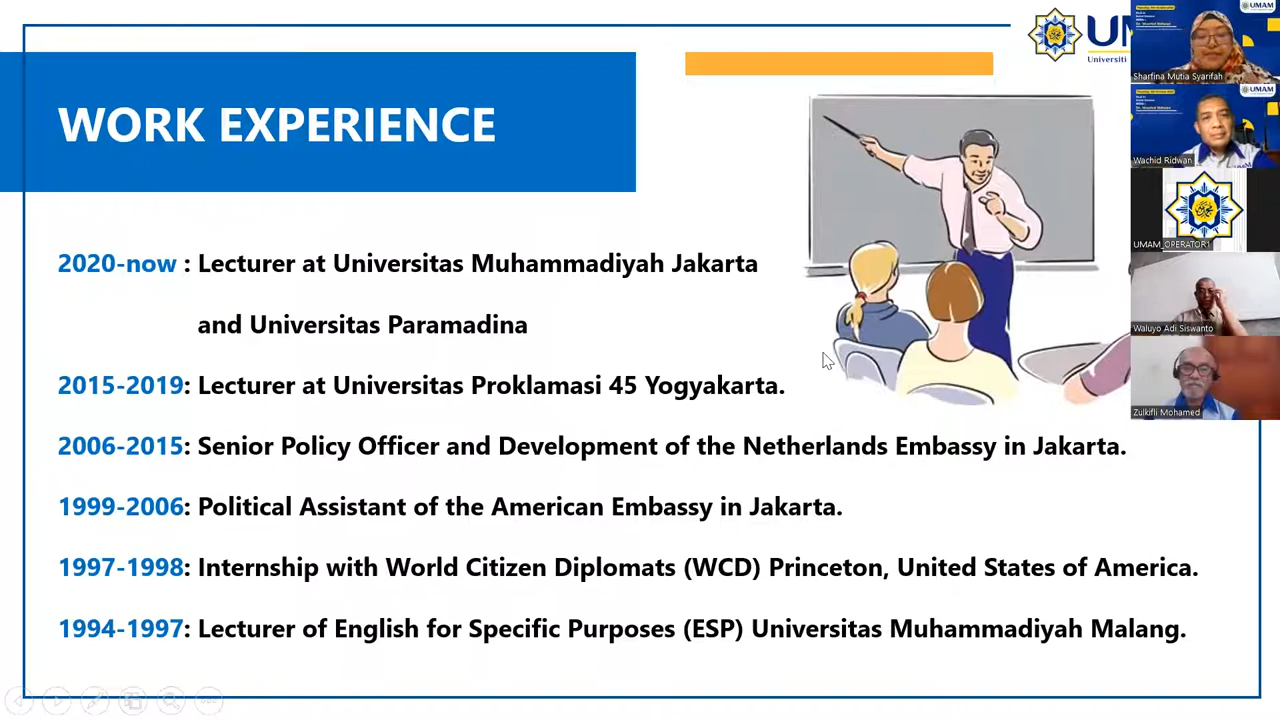 UM
Universiti
WORK EXPERIENCE
2020-now : Lecturer at Universitas Muhammadiyah Jakarta
and Universitas Paramadina
2015-2019: Lecturer at Universitas Proklamasi 45 Yogyakarta.
2006-2015: Senior Policy Officer and Development of the Netherlands Embassy in Jakarta.
1999-2006: Political Assistant of the American Embassy in Jakarta.
1997-1998: Internship with World Citizen Diplomats (WCD) Princeton, United States of America.
1994-1997: Lecturer of English for Specific Purposes (ESP) Universitas Muhammadiyah Malang.
UMAM
Sharfina Mutia Syarifah
UMAM
Wachid Ridwan
UMAM_OPERATOR1
Waluyo Adi Siswanto
Zulkifli Mohamed